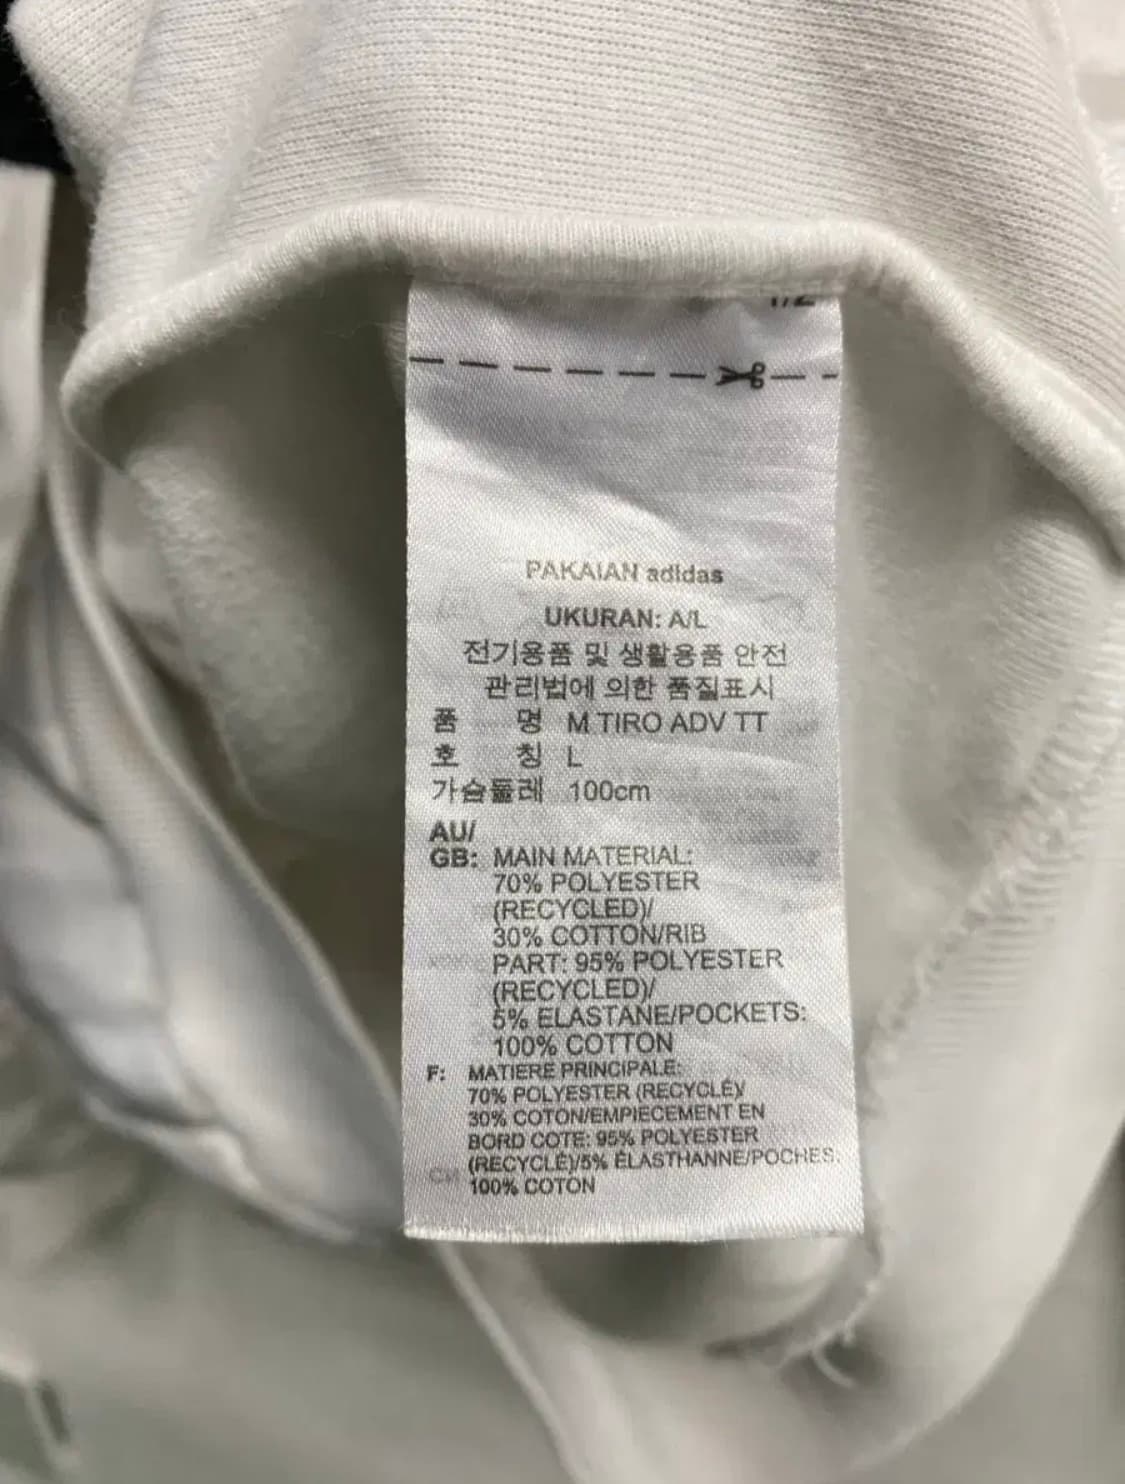 PAKAIAN adidas
UKURAN: A/L
전기용품 및 생활용품 안전
관리법에 의한 품질표시
품 명 M TIRO ADV TT
호 칭 L
가슴둘레 100cm
AU/
GB: MAIN MATERIAL:
70% POLYESTER
(RECYCLED)/
30% COTTON/RIB
PART: 95% POLYESTER
(RECYCLED)/
5% ELASTANE/POCKETS:
100% COTTON
F: MATIERE PRINCIPALE:
70% POLYESTER (RECYCLÉ)/
30% COTON/EMPIECEMENT EN
BORD COTE: 95% POLYESTER
(RECYCLÉ)/5% ÉLASTHANNE/POCHES:
100% COTON